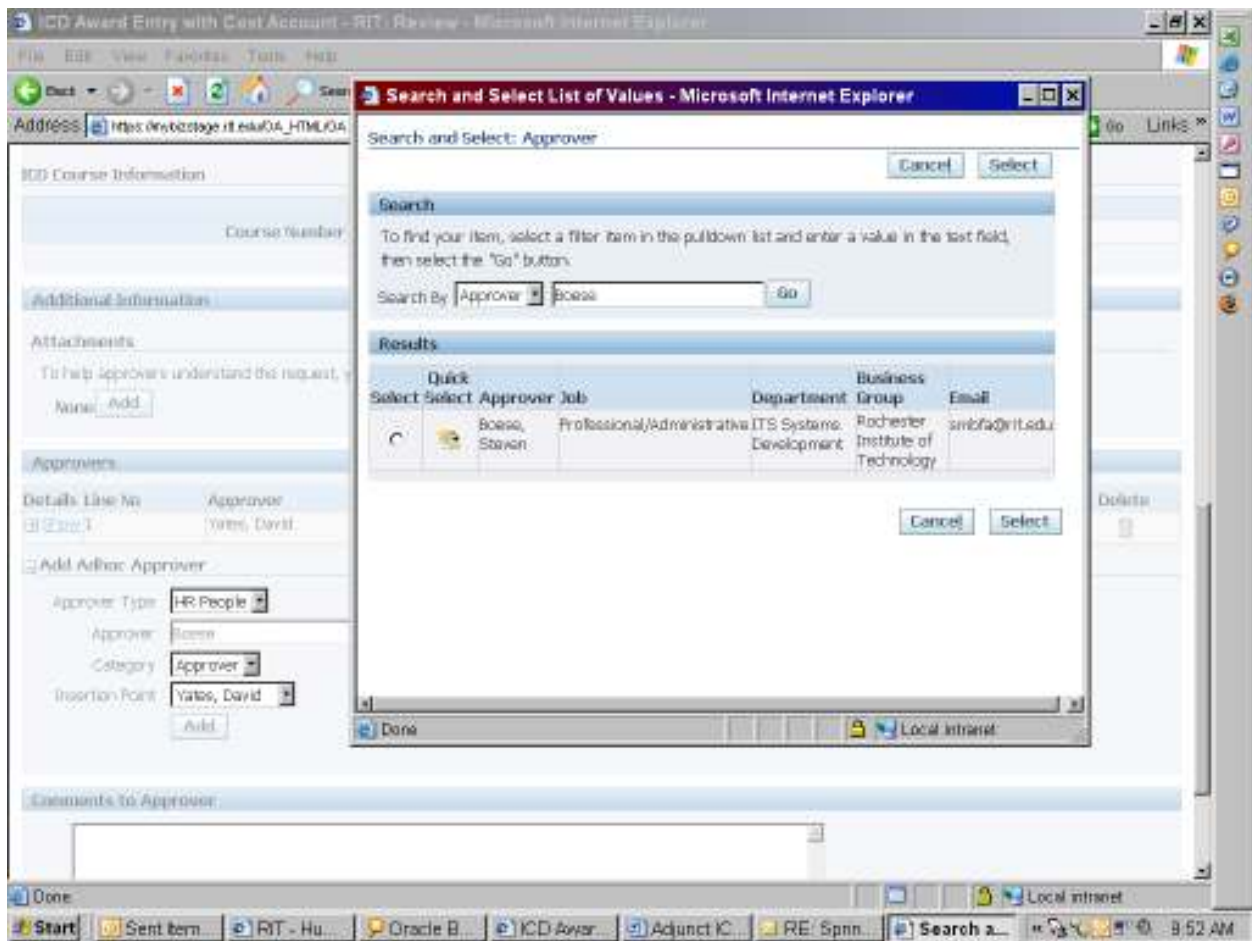 ICD Award Entry with Cost Account - RIT: Review - Microsoft Internet Explorer
File Edit View Favorites Tools Help
Back
Address
Go Links »
Search and Select List of Values - Microsoft Internet Explorer
Search and Select: Approver
Cancel Select
Search
To find your item, select a filter item in the pulldown list and enter a value in the text field,
then select the "Go" button.
Search By Approver Boese Go
Results
Select Quick Select Approver Job Department Business Group Email
Boese, Steven Professional/Administrative ITS Systems Development Rochester Institute of Technology smbfa@rit.edu
Cancel Select
Done Local intranet
ICD Course Information
Course Number
Additional Information
Attachments
To help approvers understand the request,
None Add
Approvers
Details Line No Approver Delete
1 Yates, David
Add Adhoc Approver
Approver Type HR People
Approver Boese
Category Approver
Insertion Point Yates, David
Add
Comments to Approver
Done Local intranet
Start Sent Item RIT - Hu... Oracle B... ICD Awar... Adjunct IC... RE: Sprin... Search a... « 9:52 AM